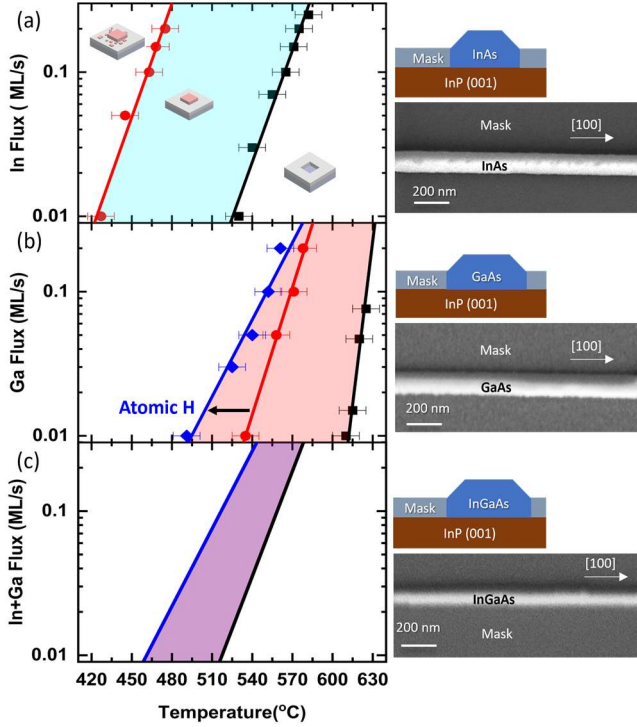 (a)
In Flux ( ML/s)
0.1
0.01
Mask
InAs
InP (001)
Mask
[100]
InAs
200 nm
(b)
Ga Flux (ML/s)
0.1
0.01
Atomic H
Mask
GaAs
InP (001)
Mask
[100]
GaAs
200 nm
(c)
In+Ga Flux (ML/s)
0.1
0.01
420 450 480 510 540 570 600 630
Temperature(°C)
Mask
InGaAs
InP (001)
[100]
InGaAs
200 nm
Mask